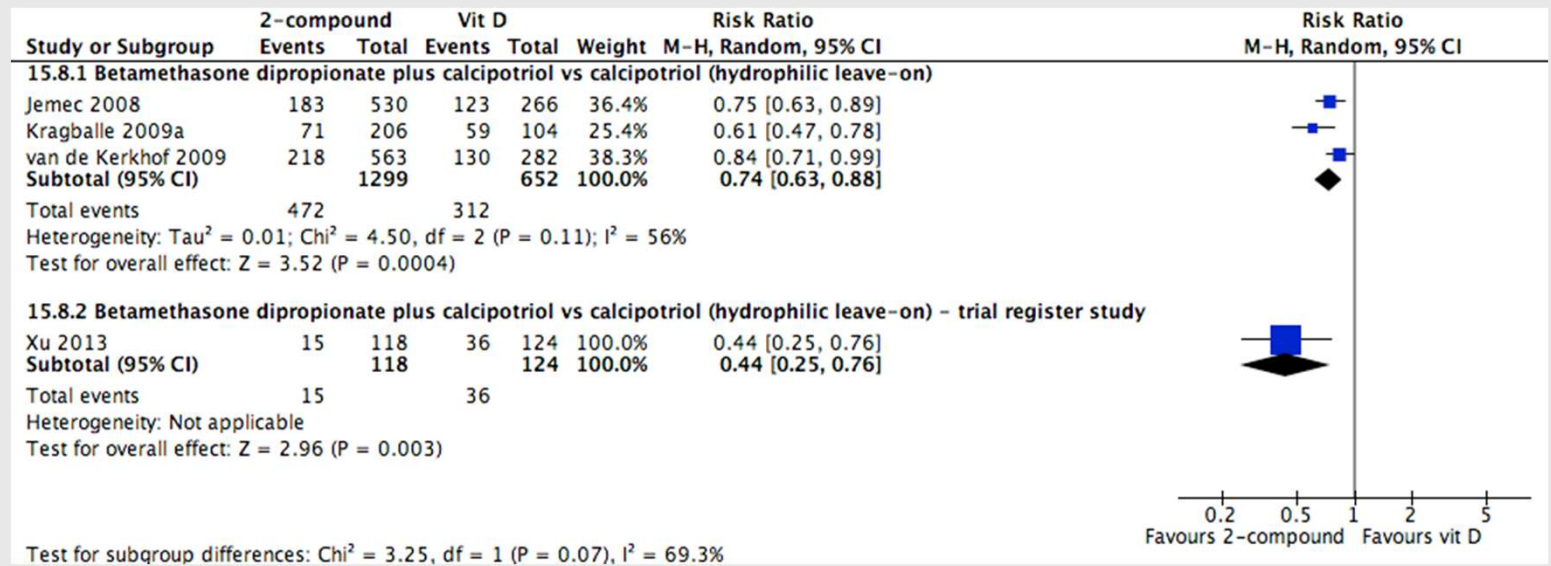 2-compound Vit D Risk Ratio Risk Ratio
Study or Subgroup Events Total Events Total Weight M-H, Random, 95% CI M-H, Random, 95% CI
15.8.1 Betamethasone dipropionate plus calcipotriol vs calcipotriol (hydrophilic leave-on)
Jemec 2008 183 530 123 266 36.4% 0.75 [0.63, 0.89]
Kragballe 2009a 71 206 59 104 25.4% 0.61 [0.47, 0.78]
van de Kerkhof 2009 218 563 130 282 38.3% 0.84 [0.71, 0.99]
Subtotal (95% CI) 1299 652 100.0% 0.74 [0.63, 0.88]
Total events 472 312
Heterogeneity: Tau² = 0.01; Chi² = 4.50, df = 2 (P = 0.11); I² = 56%
Test for overall effect: Z = 3.52 (P = 0.0004)
15.8.2 Betamethasone dipropionate plus calcipotriol vs calcipotriol (hydrophilic leave-on) – trial register study
Xu 2013 15 118 36 124 100.0% 0.44 [0.25, 0.76]
Subtotal (95% CI) 118 124 100.0% 0.44 [0.25, 0.76]
Total events 15 36
Heterogeneity: Not applicable
Test for overall effect: Z = 2.96 (P = 0.003)
0.2 0.5 1 2 5
Favours 2-compound Favours vit D
Test for subgroup differences: Chi² = 3.25, df = 1 (P = 0.07), I² = 69.3%